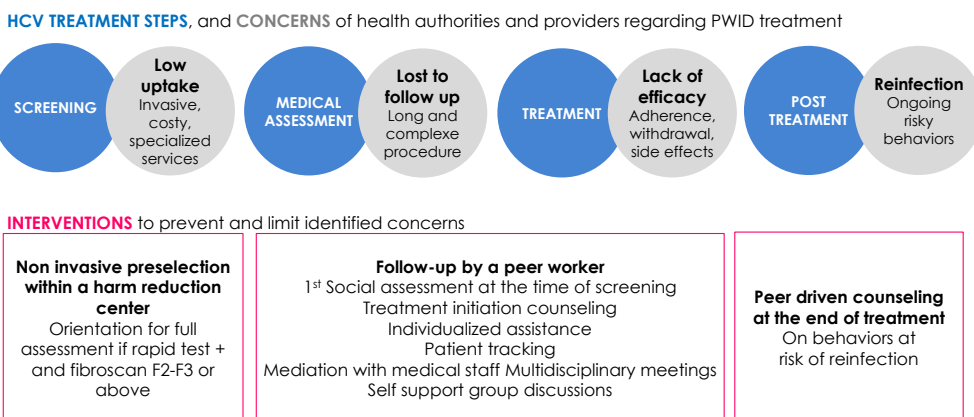 HCV TREATMENT STEPS, and CONCERNS of health authorities and providers regarding PWID treatment
SCREENING
Low
uptake
Invasive,
costy,
specialized
services
MEDICAL
ASSESSMENT
Lost to
follow up
Long and
complexe
procedure
TREATMENT
Lack of
efficacy
Adherence,
withdrawal,
side effects
POST
TREATMENT
Reinfection
Ongoing
risky
behaviors
INTERVENTIONS to prevent and limit identified concerns
Non invasive preselection
within a harm reduction
center
Orientation for full
assessment if rapid test +
and fibroscan F2-F3 or
above
Follow-up by a peer worker
1st Social assessment at the time of screening
Treatment initiation counseling
Individualized assistance
Patient tracking
Mediation with medical staff Multidisciplinary meetings
Self support group discussions
Peer driven counseling
at the end of treatment
On behaviors at
risk of reinfection